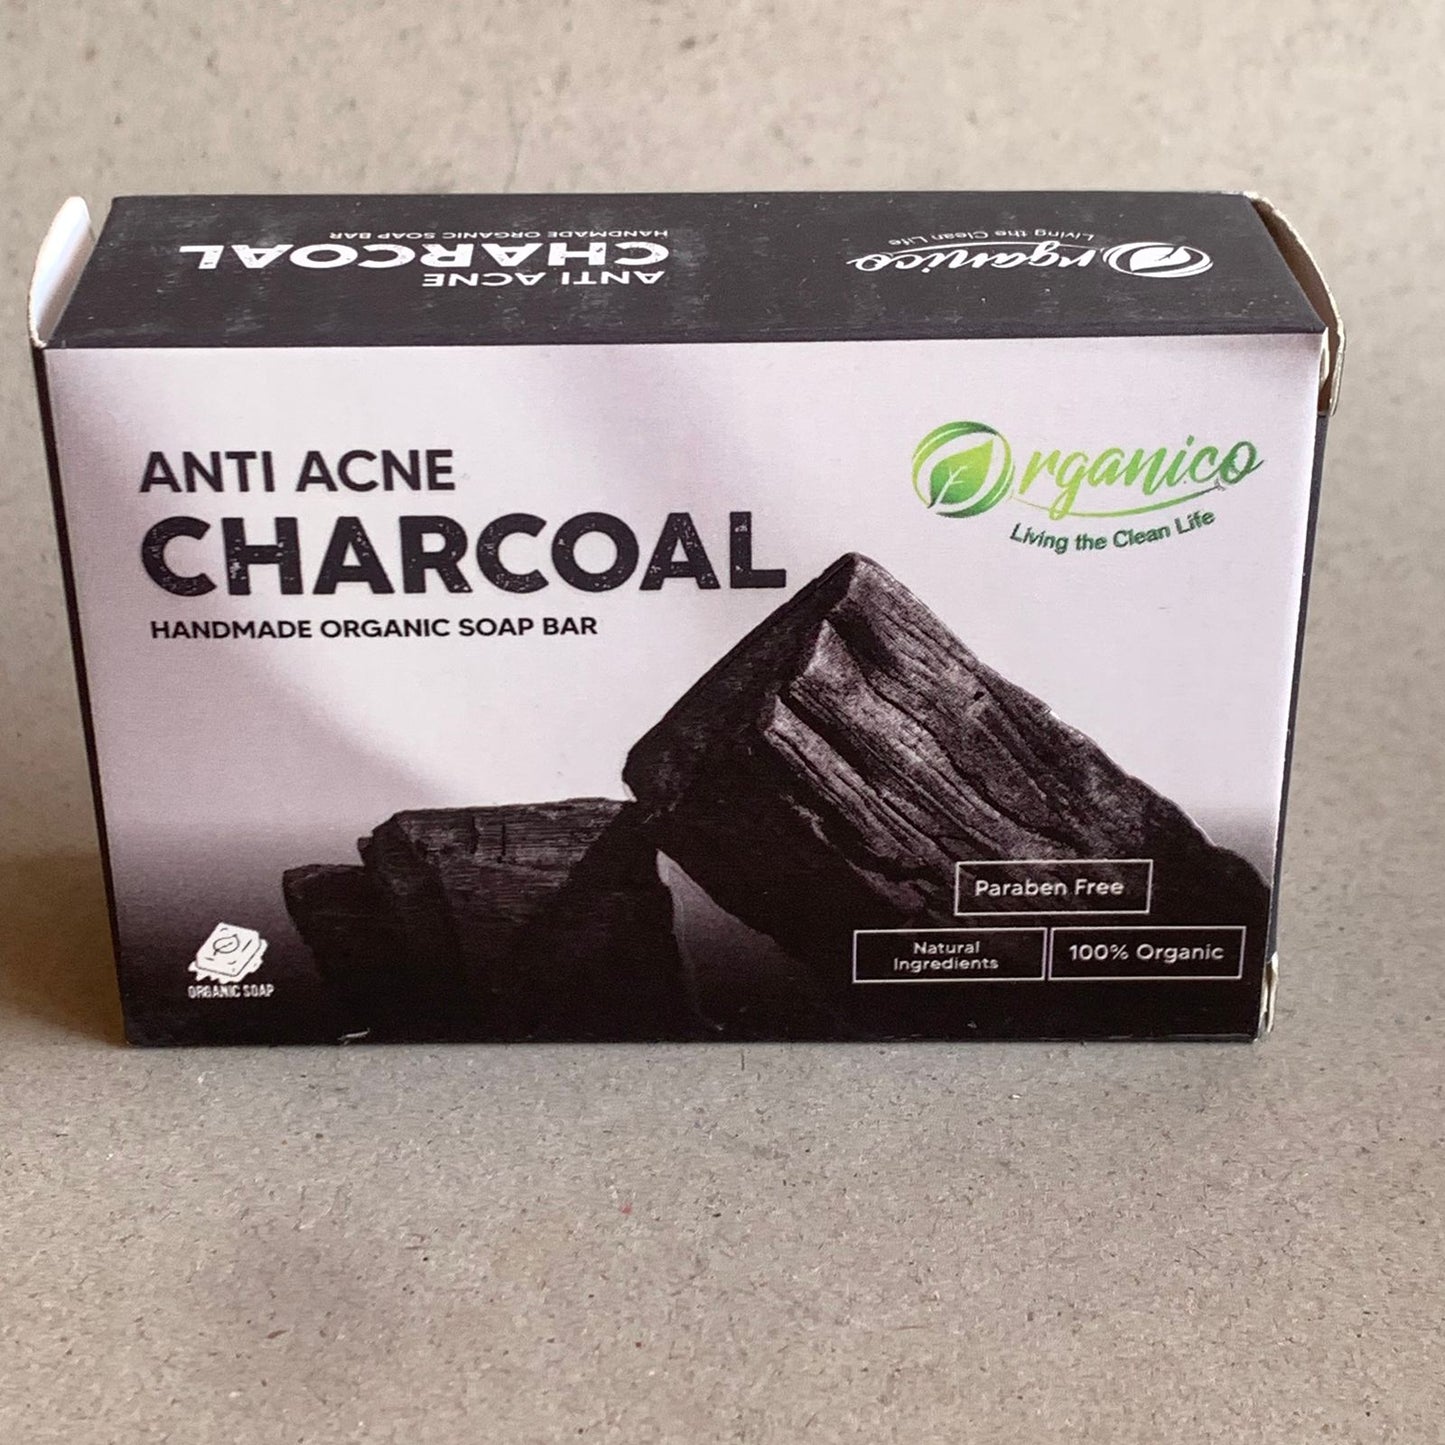 HANDMADE ORGANIC SOAP BAR
CHARCOAL
ANTI ACNE
Living the Clean Life
Organico
ANTI ACNE
CHARCOAL
HANDMADE ORGANIC SOAP BAR
Organico
Living the Clean Life
Paraben Free
Natural
Ingredients
100% Organic
ORGANIC SOAP